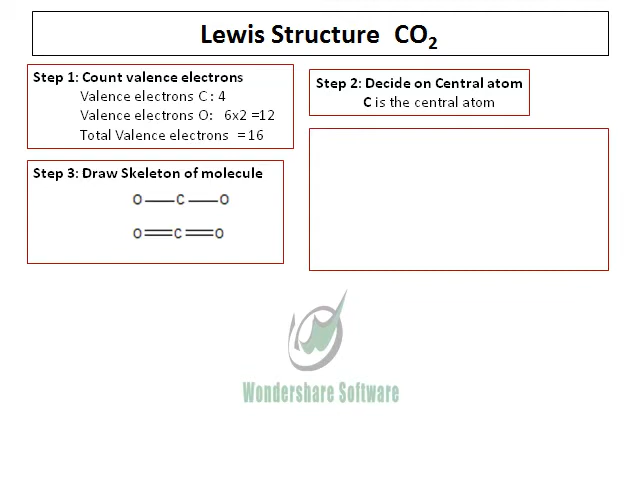 Lewis Structure CO₂
Step 1: Count valence electrons
Valence electrons C : 4
Valence electrons O: 6x2 =12
Total Valence electrons = 16
Step 2: Decide on Central atom
C is the central atom
Step 3: Draw Skeleton of molecule
O — C — O
O = C = O
Wondershare Software